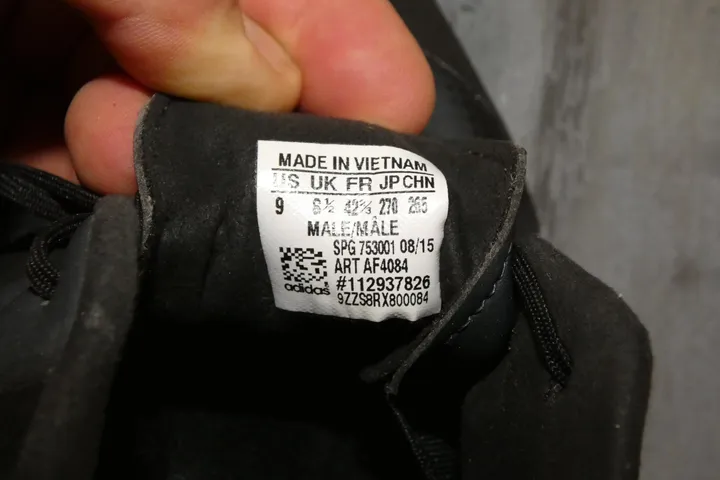 MADE IN VIETNAM
US UK FR JP CHN
9 8½ 42⅔ 270 265
MALE/MÂLE
SPG 753001 08/15
ART AF4084
#112937826
adidas
9ZZS8RX800084